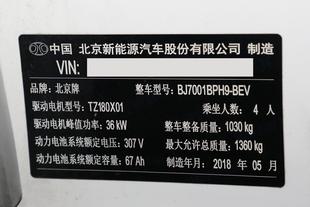 中国 北京新能源汽车股份有限公司 制造
VIN:
品牌: 北京牌 整车型号: BJ7001BPH9-BEV
驱动电机型号: TZ180X01 乘坐人数: 4 人
驱动电机峰值功率: 36 kW 整车整备质量: 1030 kg
动力电池系统额定电压: 307 V 最大允许总质量: 1360 kg
动力电池系统额定容量: 67 Ah 制造年月: 2018 年 05 月